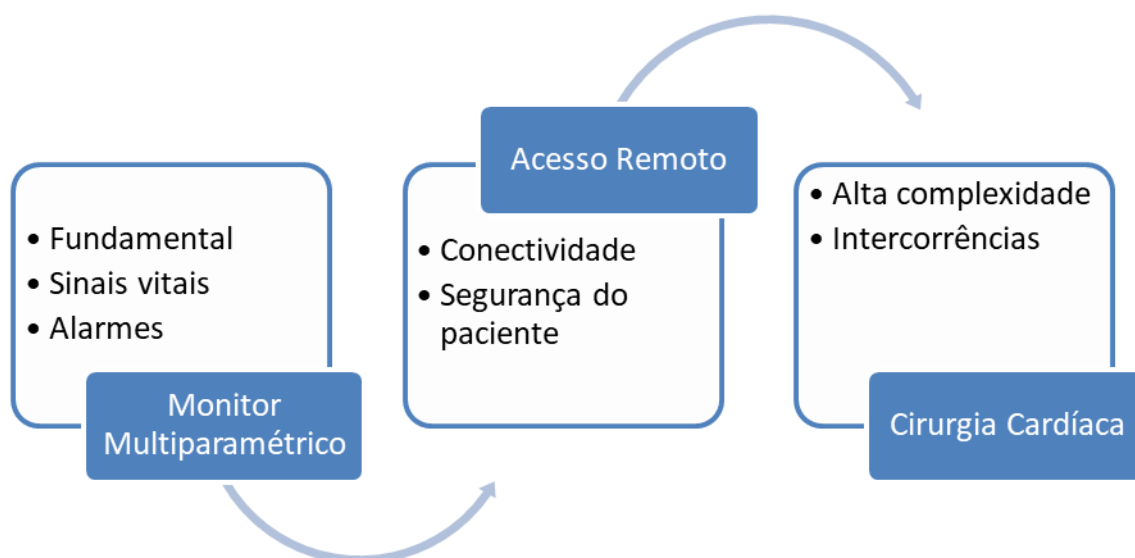 • Fundamental
• Sinais vitais
• Alarmes
Monitor
Multiparamétrico
Acesso Remoto
• Conectividade
• Segurança do
paciente
• Alta complexidade
• Intercorrências
Cirurgia Cardíaca